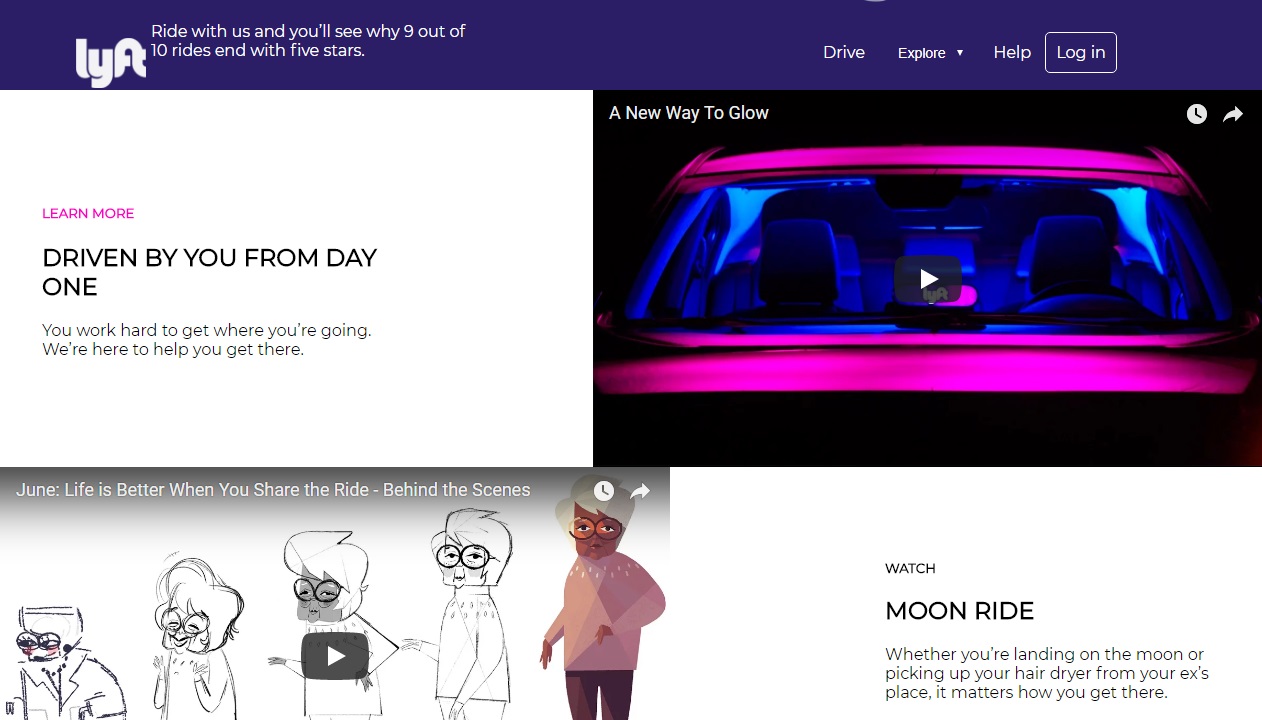 lyft
Ride with us and you’ll see why 9 out of
10 rides end with five stars.
Drive
Explore ▼
Help
Log in
LEARN MORE
DRIVEN BY YOU FROM DAY
ONE
You work hard to get where you’re going.
We’re here to help you get there.
A New Way To Glow
lyft
June: Life is Better When You Share the Ride - Behind the Scenes
WATCH
MOON RIDE
Whether you’re landing on the moon or
picking up your hair dryer from your ex’s
place, it matters how you get there.